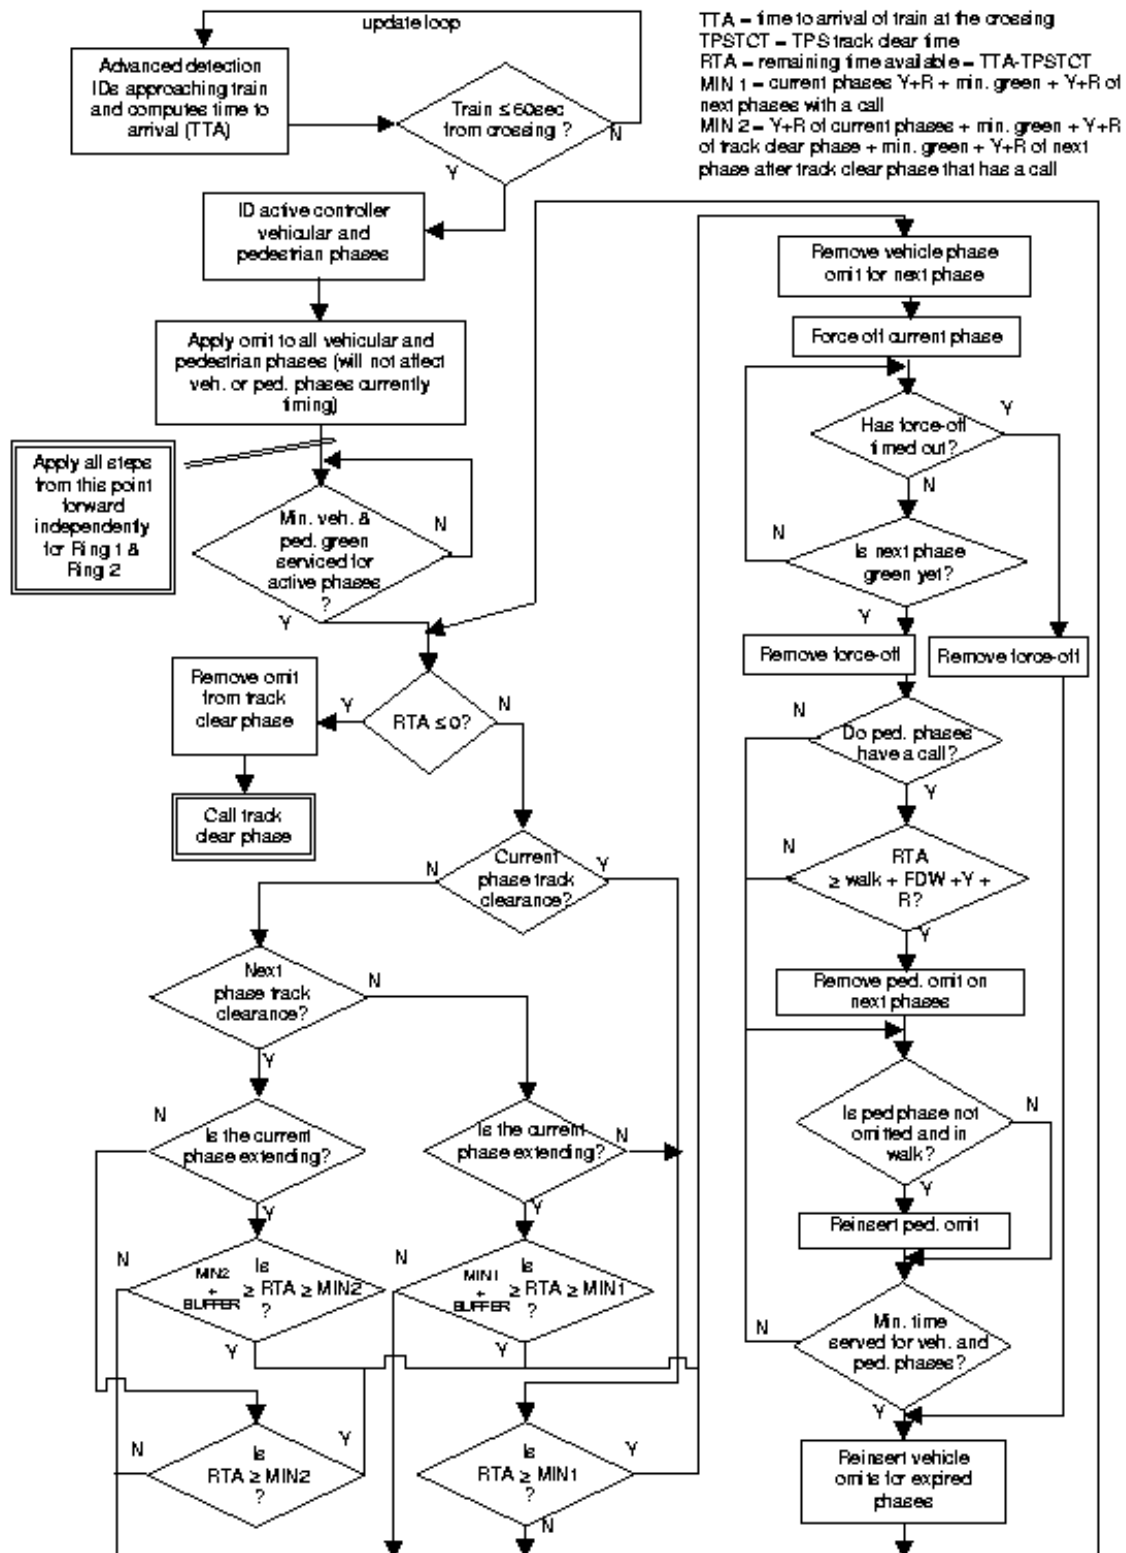 update loop
TTA = time to arrival of train at the crossing
TPSTCT = TPS track clear time
RTA = remaining time available = TTA-TPSTCT
MIN 1 = current phases Y+R + min. green + Y+R of
next phases with a call
MIN 2 = Y+R of current phases + min. green + Y+R
of track clear phase + min. green + Y+R of next
phase after track clear phase that has a call
Advanced detection
IDs approaching train
and computes time to
arrival (TTA)
Train ≤ 60sec
from crossing ?
N
Y
ID active controller
vehicular and
pedestrian phases
Apply omit to all vehicular and
pedestrian phases (will not affect
veh. or ped. phases currently
timing)
Apply all steps
from this point
forward
independently
for Ring 1 &
Ring 2
Min. veh. &
ped. green
serviced for
active phases
?
N
Y
Remove omit
from track
clear phase
Y
RTA ≤ 0?
N
Call track
clear phase
N
Current
phase track
clearance?
Y
Next
phase track
clearance?
N
Y
N
Is the current
phase extending?
Y
Is the current
phase extending?
N
Y
N
Is
MIN2
+
BUFFER
≥ RTA ≥ MIN2
?
Y
N
Is
MIN1
+
BUFFER
≥ RTA ≥ MIN1
?
Y
N
Is
RTA ≥ MIN2
?
Y
Is
RTA ≥ MIN1
?
Y
N
Remove vehicle phase
omit for next phase
Force off current phase
Has force-off
timed out?
Y
N
N
Is next phase
green yet?
Y
Remove force-off
Remove force-off
N
Do ped. phases
have a call?
Y
N
RTA
≥ walk + FDW +Y +
R?
Y
Remove ped. omit on
next phases
Is ped phase not
omitted and in
walk?
N
Y
Reinsert ped. omit
N
Min. time
served for veh. and
ped. phases?
Y
Reinsert vehicle
omits for expired
phases